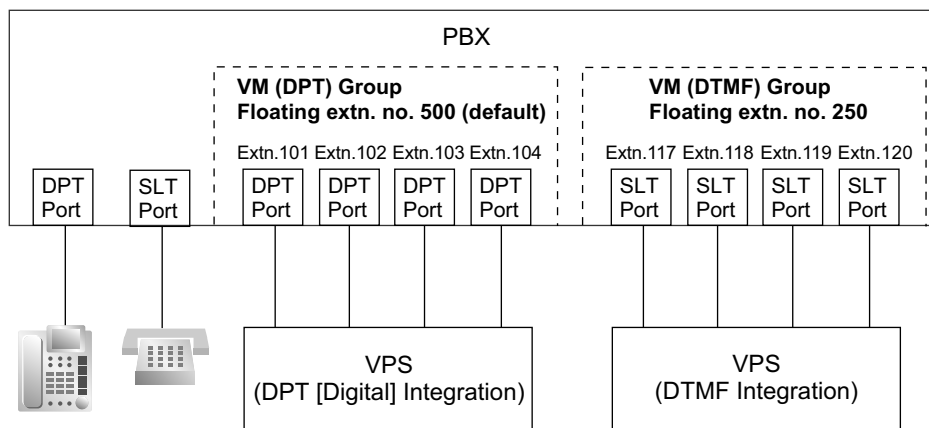 PBX
VM (DPT) Group
Floating extn. no. 500 (default)
VM (DTMF) Group
Floating extn. no. 250
Extn.101 Extn.102 Extn.103 Extn.104
Extn.117 Extn.118 Extn.119 Extn.120
DPT
Port
SLT
Port
DPT
Port
DPT
Port
DPT
Port
DPT
Port
SLT
Port
SLT
Port
SLT
Port
SLT
Port
VPS
(DPT [Digital] Integration)
VPS
(DTMF Integration)